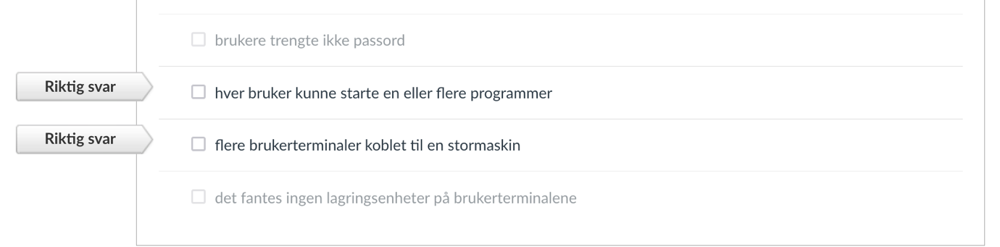 brukere trengte ikke passord
Riktig svar
hver bruker kunne starte en eller flere programmer
Riktig svar
flere brukerterminaler koblet til en stormaskin
det fantes ingen lagringsenheter på brukerterminalene